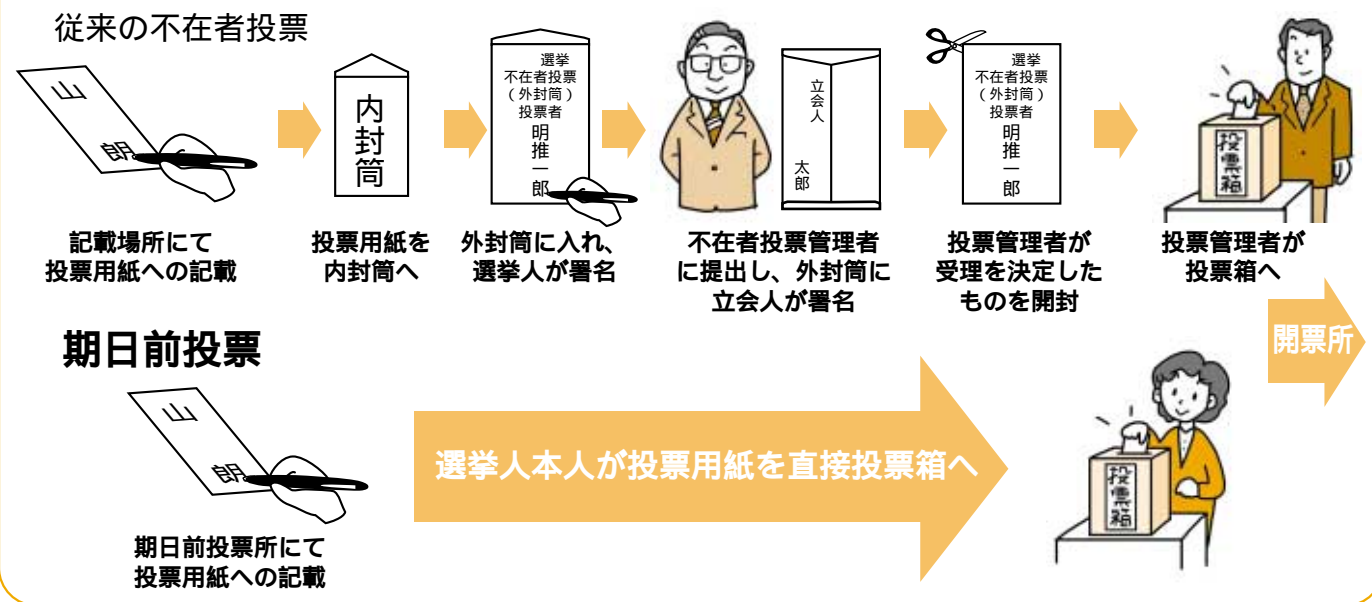 従来の不在者投票
山
朗
内封筒
選挙
不在者投票
(外封筒)
投票者
明推一郎
立会人
太郎
選挙
不在者投票
(外封筒)
投票者
明推一郎
投票箱
記載場所にて
投票用紙への記載
投票用紙を
内封筒へ
外封筒に入れ、
選挙人が署名
不在者投票管理者
に提出し、外封筒に
立会人が署名
投票管理者が
受理を決定した
ものを開封
投票管理者が
投票箱へ
開票所
期日前投票
山
朗
選挙人本人が投票用紙を直接投票箱へ
投票箱
期日前投票所にて
投票用紙への記載